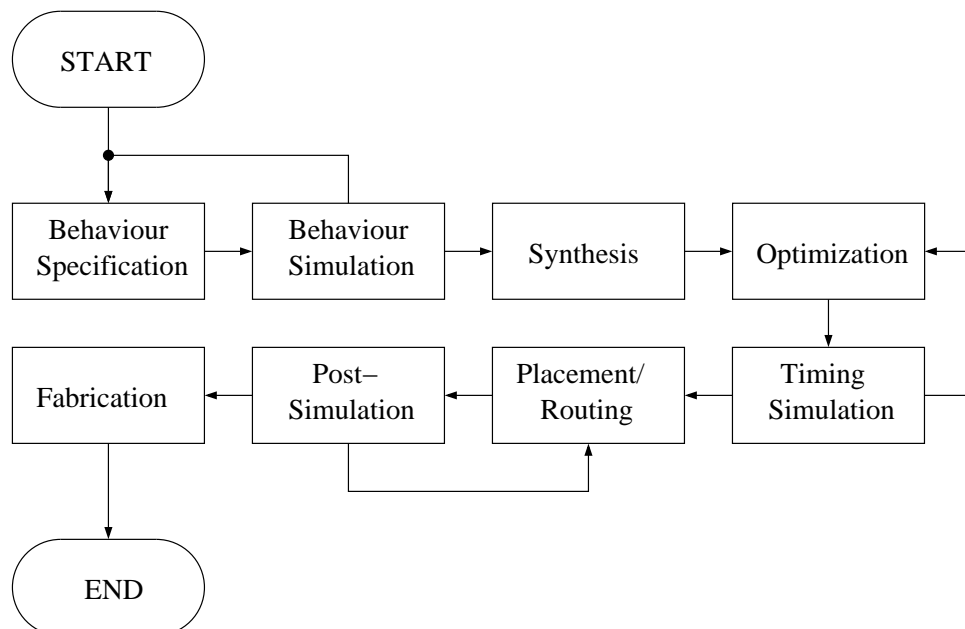 START
Behaviour
Specification
Behaviour
Simulation
Synthesis
Optimization
Fabrication
Post–
Simulation
Placement/
Routing
Timing
Simulation
END